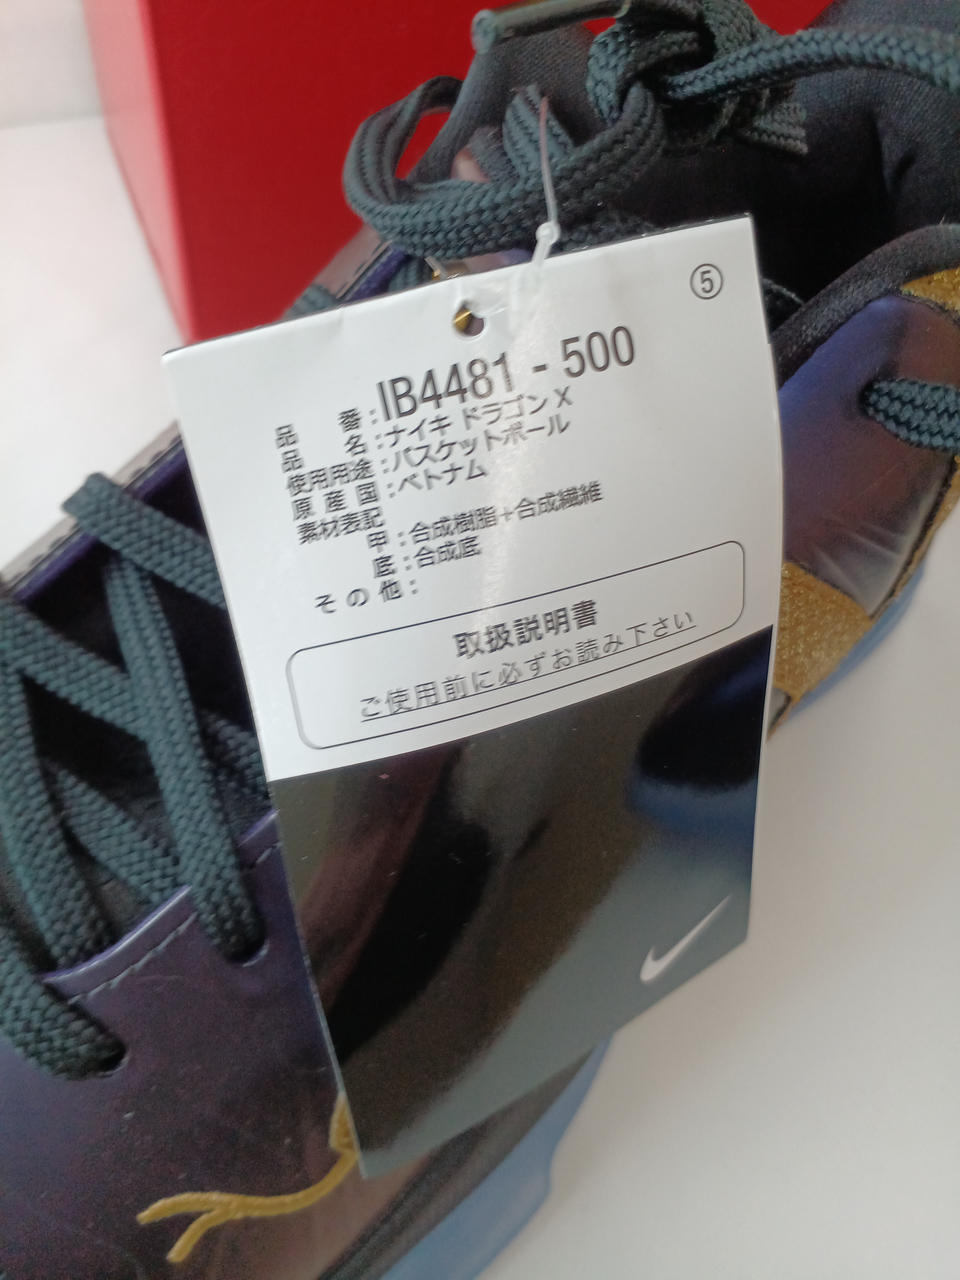 ⑤
品番：IB4481-500
品名：ナイキ ドラゴン X
使用用途：バスケットボール
原産国：ベトナム
素材表記
甲：合成樹脂+合成繊維
底：合成底
その他：
取扱説明書
ご使用前に必ずお読み下さい